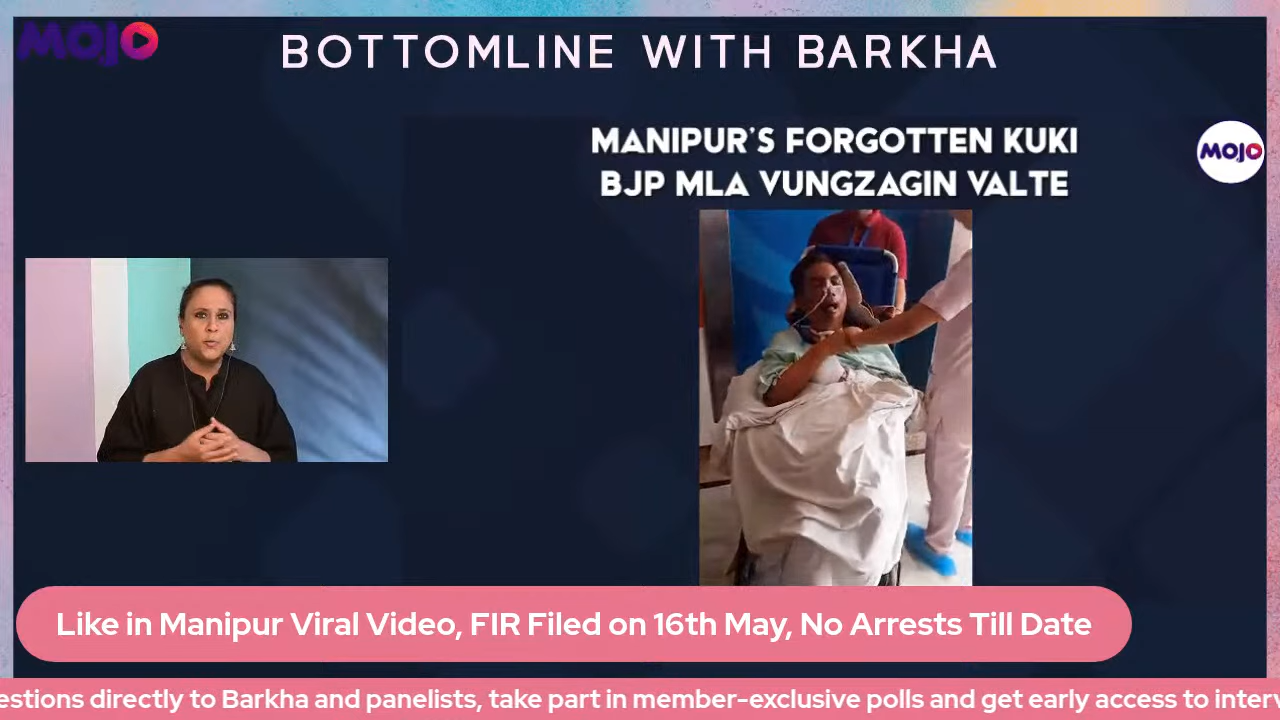 MOJO
BOTTOMLINE WITH BARKHA
MANIPUR'S FORGOTTEN KUKI
BJP MLA VUNGZAGIN VALTE
MOJO
Like in Manipur Viral Video, FIR Filed on 16th May, No Arrests Till Date
directly to Barkha and panelists, take part in member-exclusive polls and get early access to